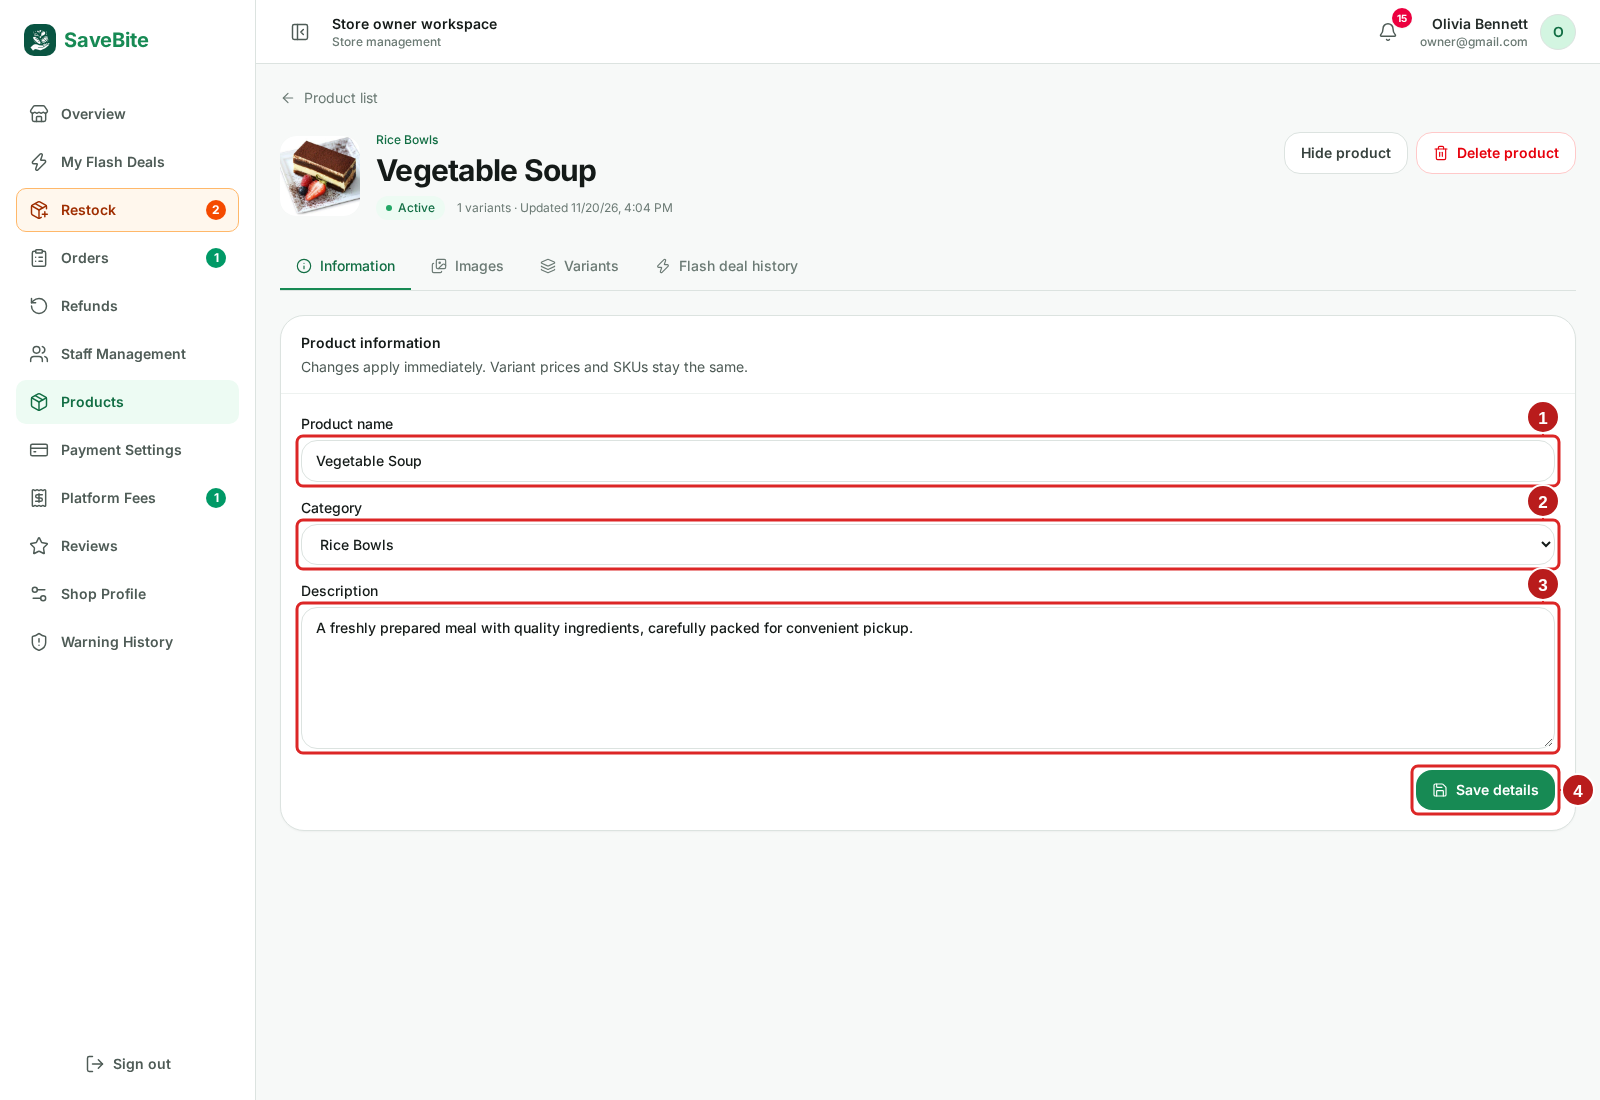 SaveBite
Store owner workspace
Store management
15
Olivia Bennett
owner@gmail.com
O
Overview
My Flash Deals
Restock 2
Orders 1
Refunds
Staff Management
Products
Payment Settings
Platform Fees 1
Reviews
Shop Profile
Warning History
Sign out
Product list
Rice Bowls
Vegetable Soup
Active 1 variants · Updated 11/20/26, 4:04 PM
Hide product Delete product
Information Images Variants Flash deal history
Product information
Changes apply immediately. Variant prices and SKUs stay the same.
Product name
1
Vegetable Soup
Category
2
Rice Bowls
Description
3
A freshly prepared meal with quality ingredients, carefully packed for convenient pickup.
Save details 4